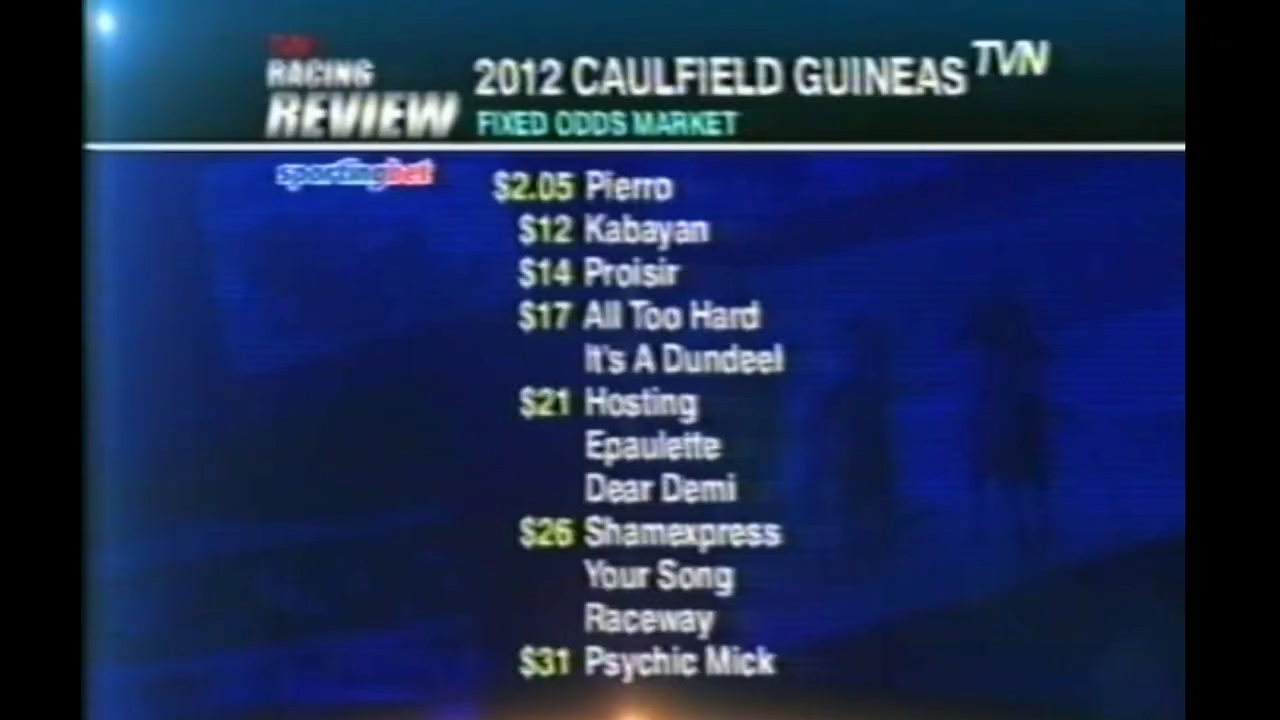 RACING
REVIEW
2012 CAULFIELD GUINEAS
TVN
FIXED ODDS MARKET
sportingbet
$2.05 Pierro
$12 Kabayan
$14 Proisir
$17 All Too Hard
It's A Dundeel
$21 Hosting
Epaulette
Dear Demi
$26 Shamexpress
Your Song
Raceway
$31 Psychic Mick